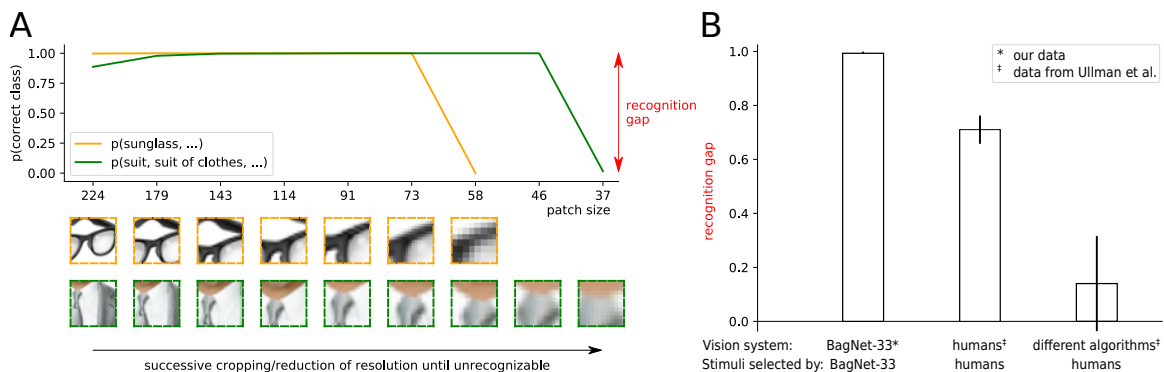 A
p(correct class)
1.00
0.75
0.50
0.25
0.00
p(sunglass, ...)
p(suit, suit of clothes, ...)
recognition
gap
224 179 143 114 91 73 58 46 37
patch size
successive cropping/reduction of resolution until unrecognizable
B
recognition gap
1.0
0.8
0.6
0.4
0.2
0.0
* our data
‡ data from Ullman et al.
Vision system: BagNet-33* humans‡ different algorithms‡
Stimuli selected by: BagNet-33 humans humans